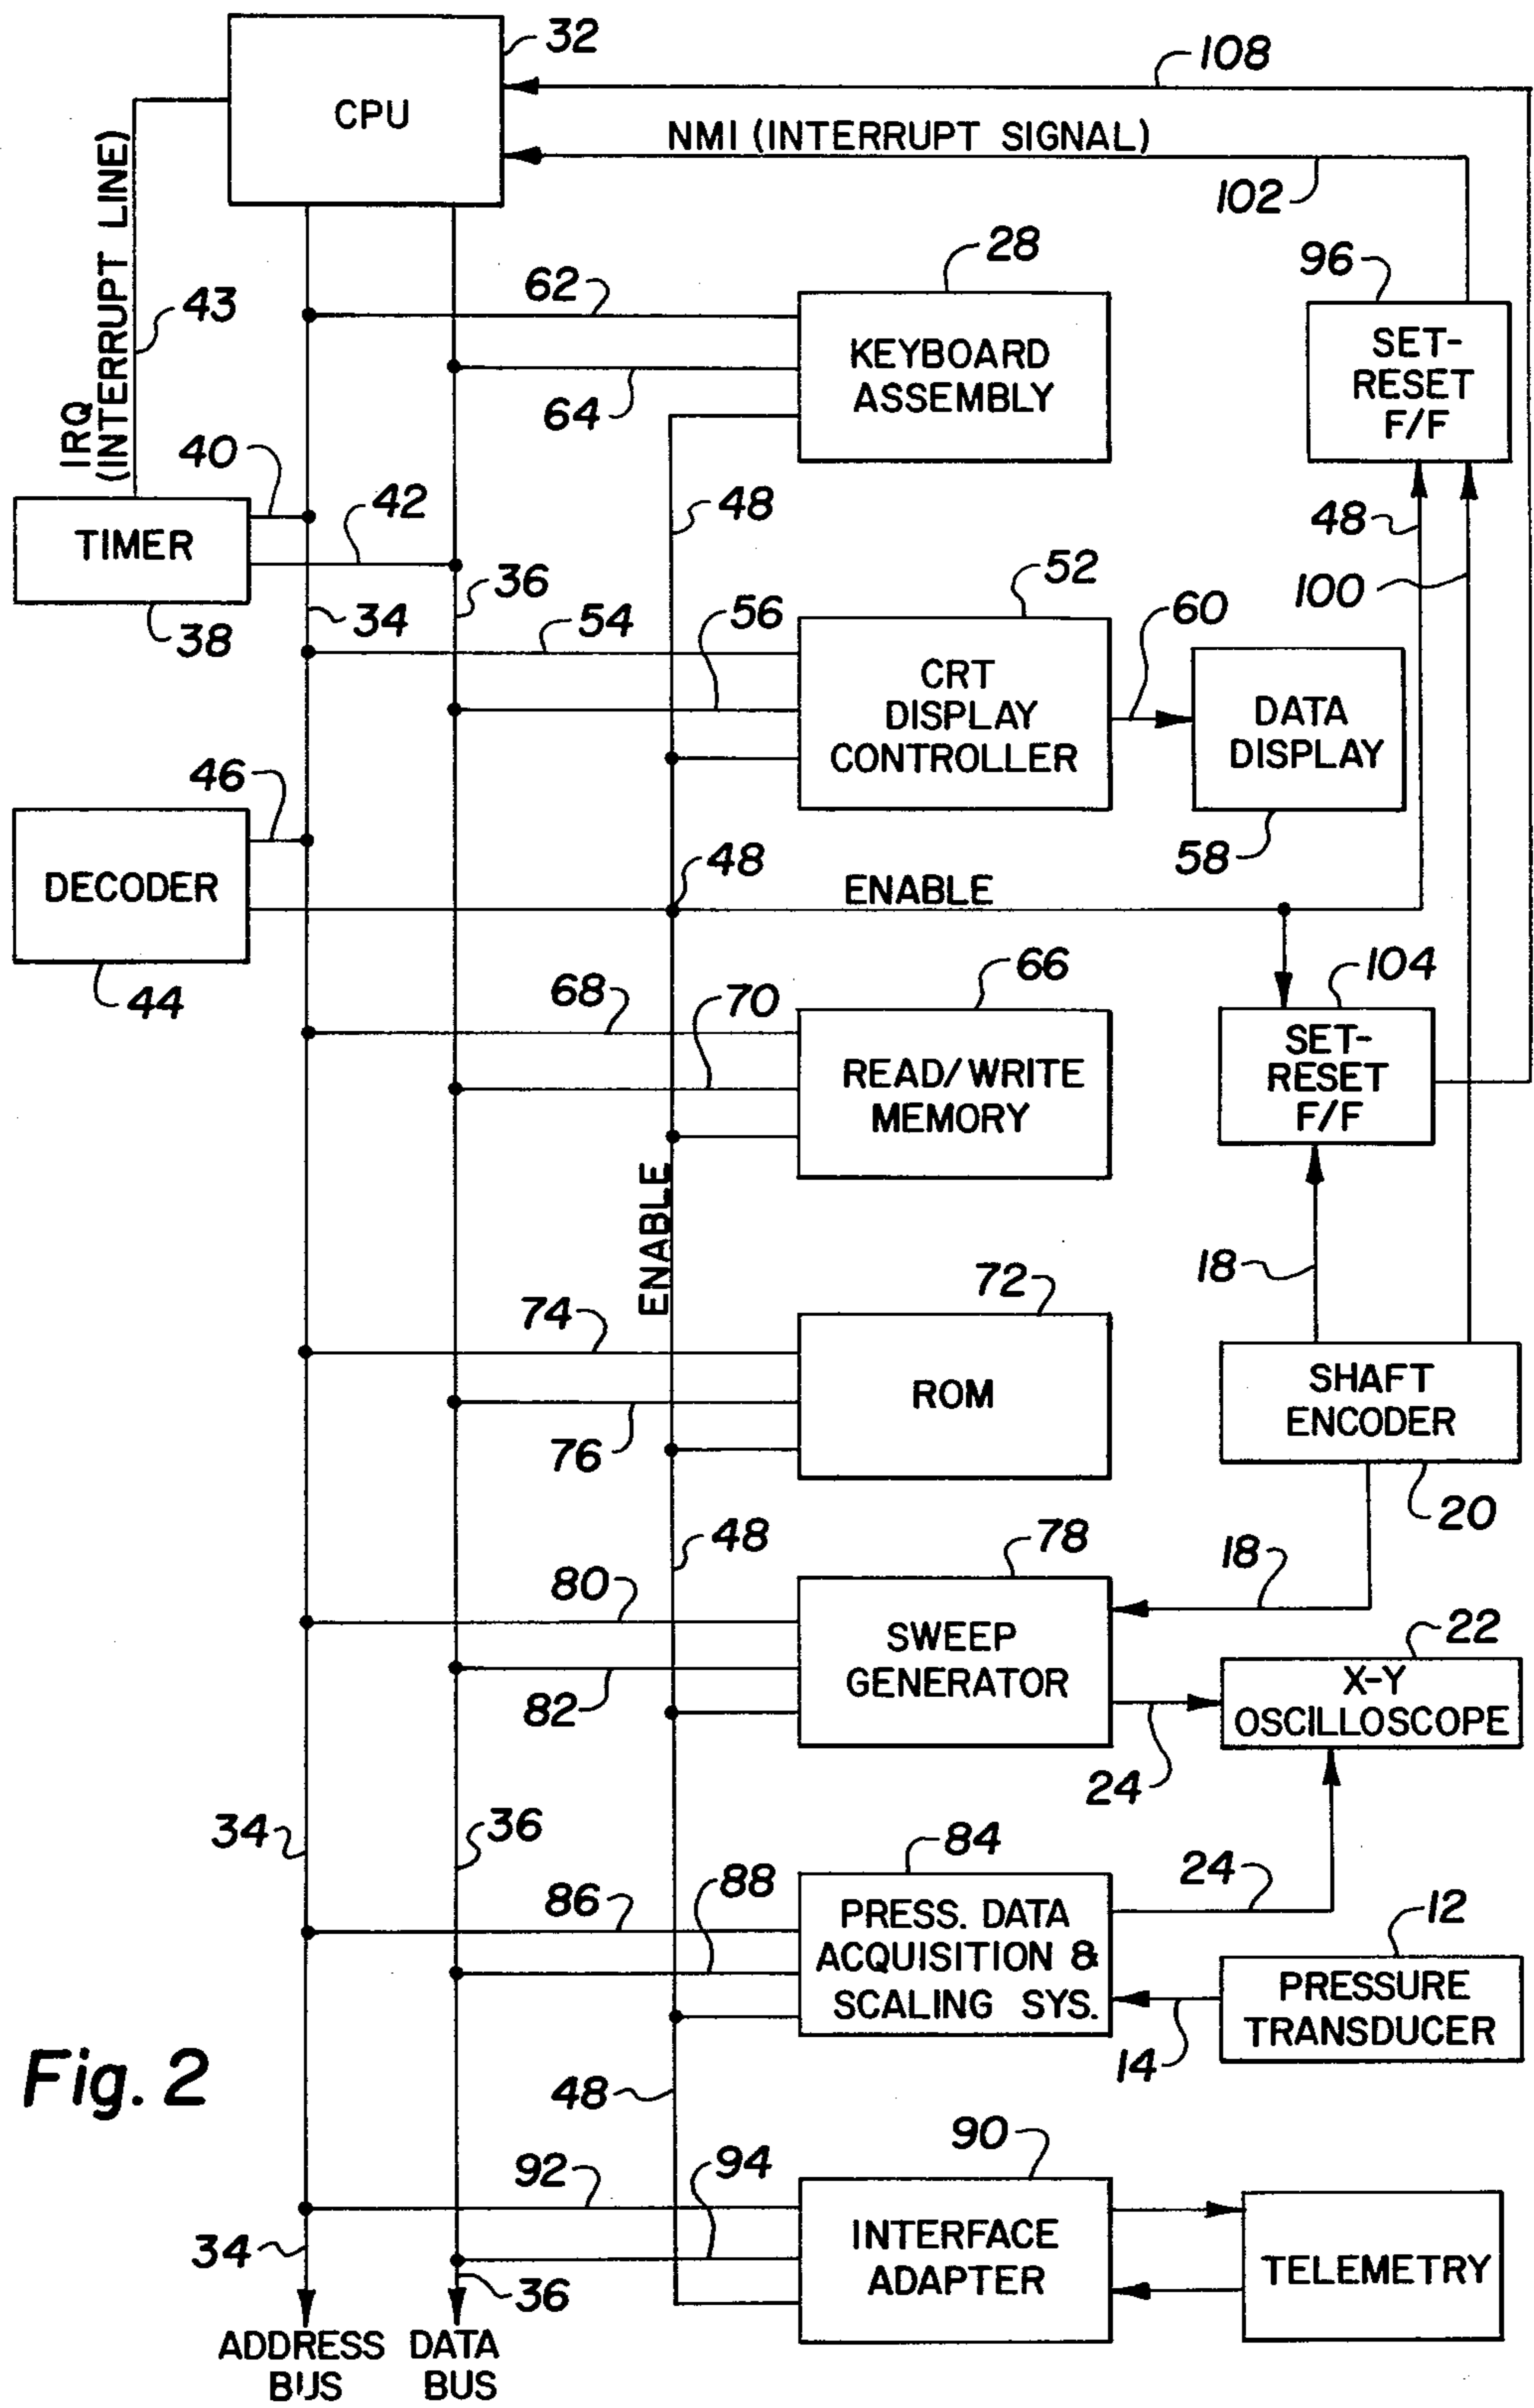 32
108
CPU
NMI (INTERRUPT SIGNAL)
102
IRQ
(INTERRUPT LINE)
43
62
28
96
KEYBOARD
ASSEMBLY
SET-
RESET
F/F
64
40
42
48
48
TIMER
38
34
36
100
54
56
52
60
CRT
DISPLAY
CONTROLLER
DATA
DISPLAY
58
46
DECODER
44
48
ENABLE
68
70
66
104
READ/WRITE
MEMORY
SET-
RESET
F/F
ENABLE
18
74
72
76
ROM
SHAFT
ENCODER
20
48
80
78
18
82
SWEEP
GENERATOR
22
X-Y
OSCILLOSCOPE
24
34
36
86
88
84
24
12
PRESS. DATA
ACQUISITION &
SCALING SYS.
PRESSURE
TRANSDUCER
14
Fig. 2
48
92
94
90
34
36
INTERFACE
ADAPTER
TELEMETRY
ADDRESS
BUS
DATA
BUS